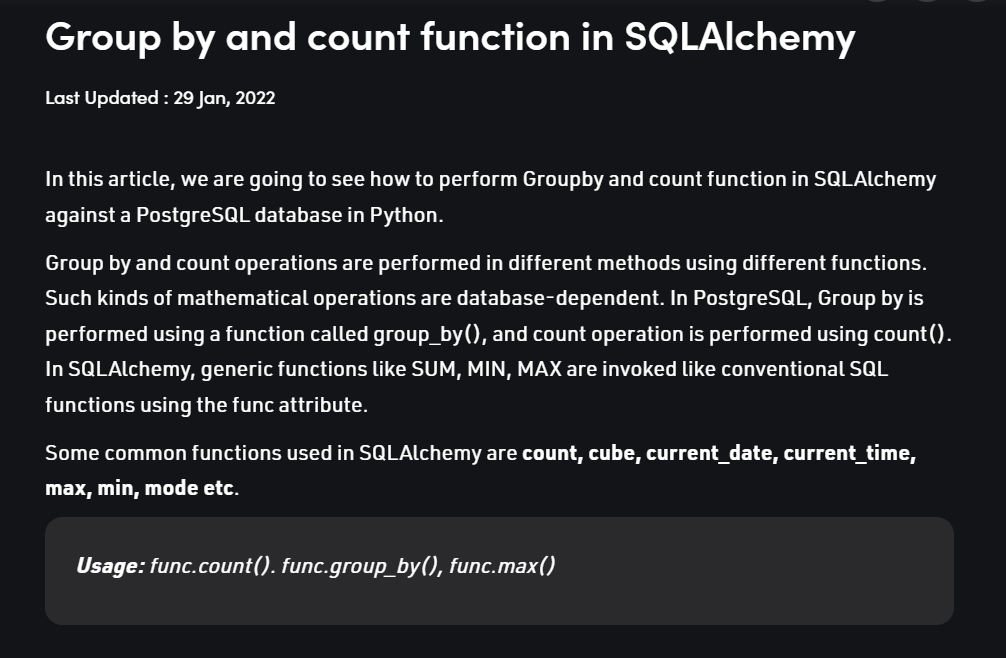 Group by and count function in SQLAlchemy
Last Updated : 29 Jan, 2022
In this article, we are going to see how to perform Groupby and count function in SQLAlchemy
against a PostgreSQL database in Python.
Group by and count operations are performed in different methods using different functions.
Such kinds of mathematical operations are database-dependent. In PostgreSQL, Group by is
performed using a function called group_by(), and count operation is performed using count().
In SQLAlchemy, generic functions like SUM, MIN, MAX are invoked like conventional SQL
functions using the func attribute.
Some common functions used in SQLAlchemy are count, cube, current_date, current_time,
max, min, mode etc.
Usage: func.count(). func.group_by(), func.max()